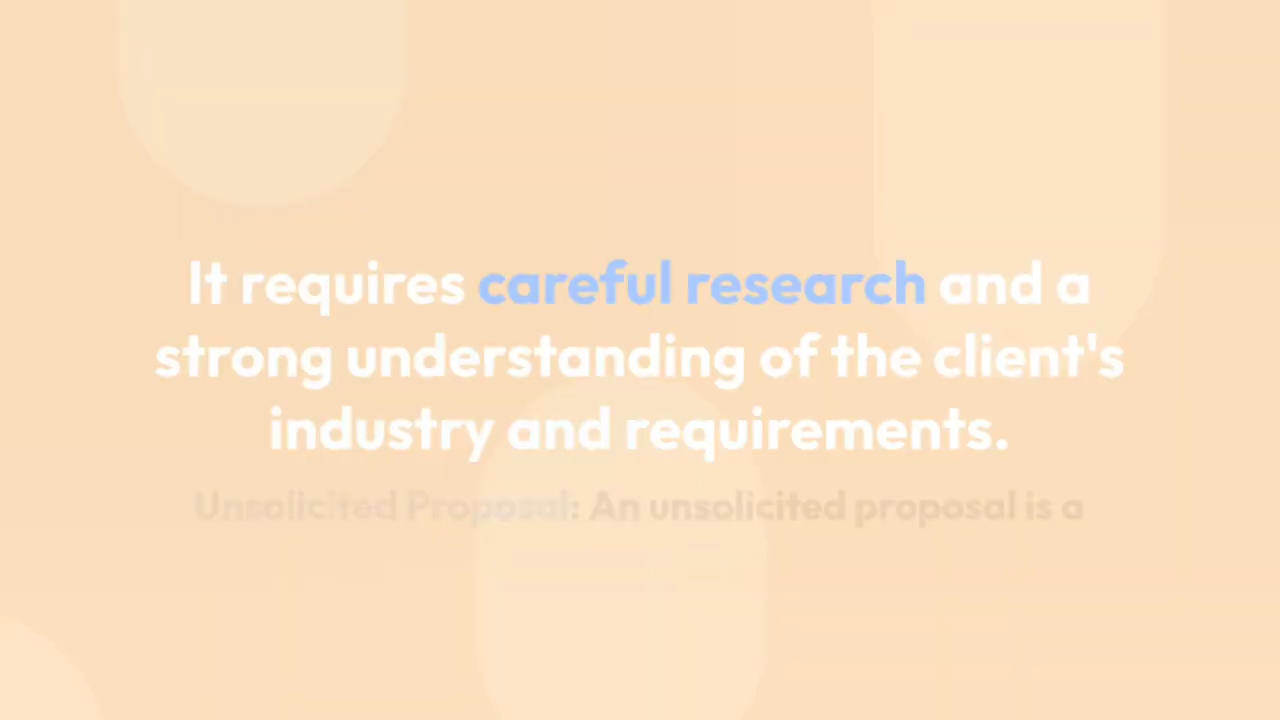 It requires careful research and a
strong understanding of the client's
industry and requirements.
Unsolicited Proposal: An unsolicited proposal is a